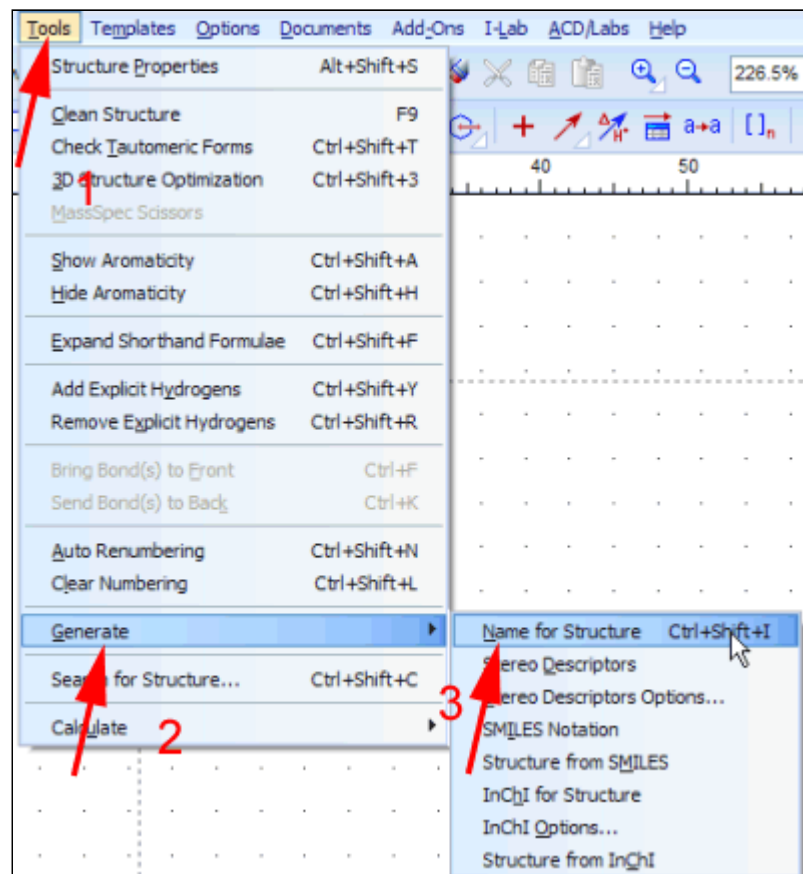 Tools Templates Options Documents Add-Ons I-Lab ACD/Labs Help
Structure Properties Alt+Shift+S
226.5%
Clean Structure F9
Check Tautomeric Forms Ctrl+Shift+T
a→a [ ]n
3D Structure Optimization Ctrl+Shift+3
40 50
1
MassSpec Scissors
Show Aromaticity Ctrl+Shift+A
Hide Aromaticity Ctrl+Shift+H
Expand Shorthand Formulae Ctrl+Shift+F
Add Explicit Hydrogens Ctrl+Shift+Y
Remove Explicit Hydrogens Ctrl+Shift+R
Bring Bond(s) to Front Ctrl+F
Send Bond(s) to Back Ctrl+K
Auto Renumbering Ctrl+Shift+N
Clear Numbering Ctrl+Shift+L
Generate
Search for Structure... Ctrl+Shift+C
Calculate
2
Name for Structure Ctrl+Shift+I
Stereo Descriptors
Stereo Descriptors Options...
3
SMILES Notation
Structure from SMILES
InChI for Structure
InChI Options...
Structure from InChI